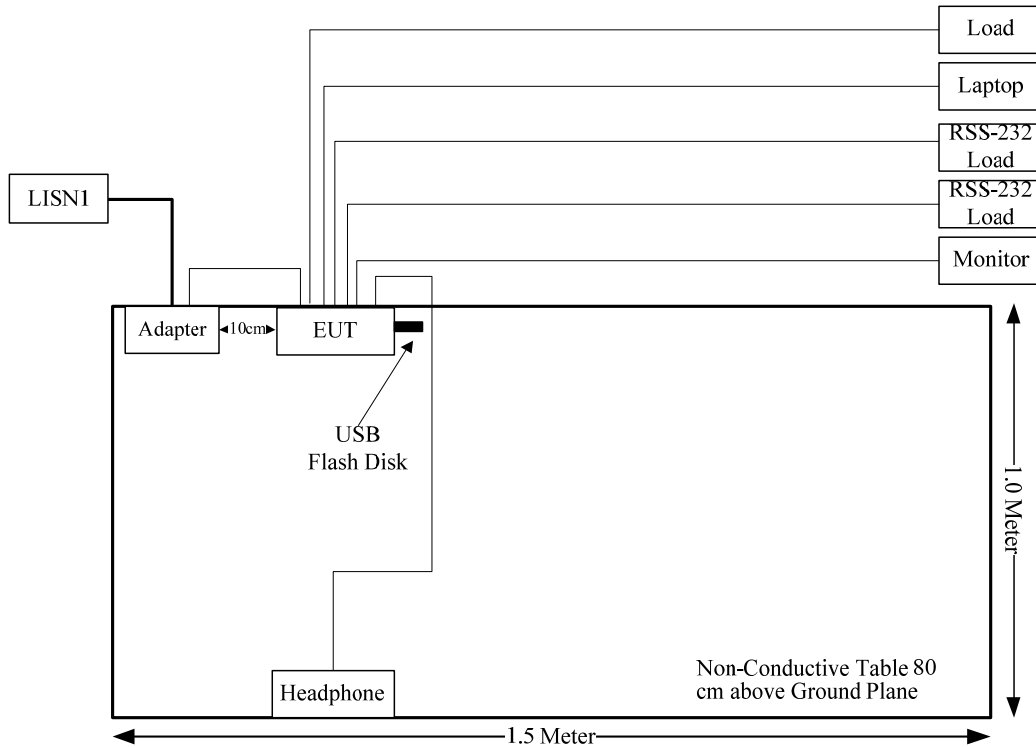 Load
Laptop
RSS-232
Load
RSS-232
Load
Monitor
LISN1
Adapter
10cm
EUT
USB
Flash Disk
1.0 Meter
Headphone
Non-Conductive Table 80
cm above Ground Plane
1.5 Meter